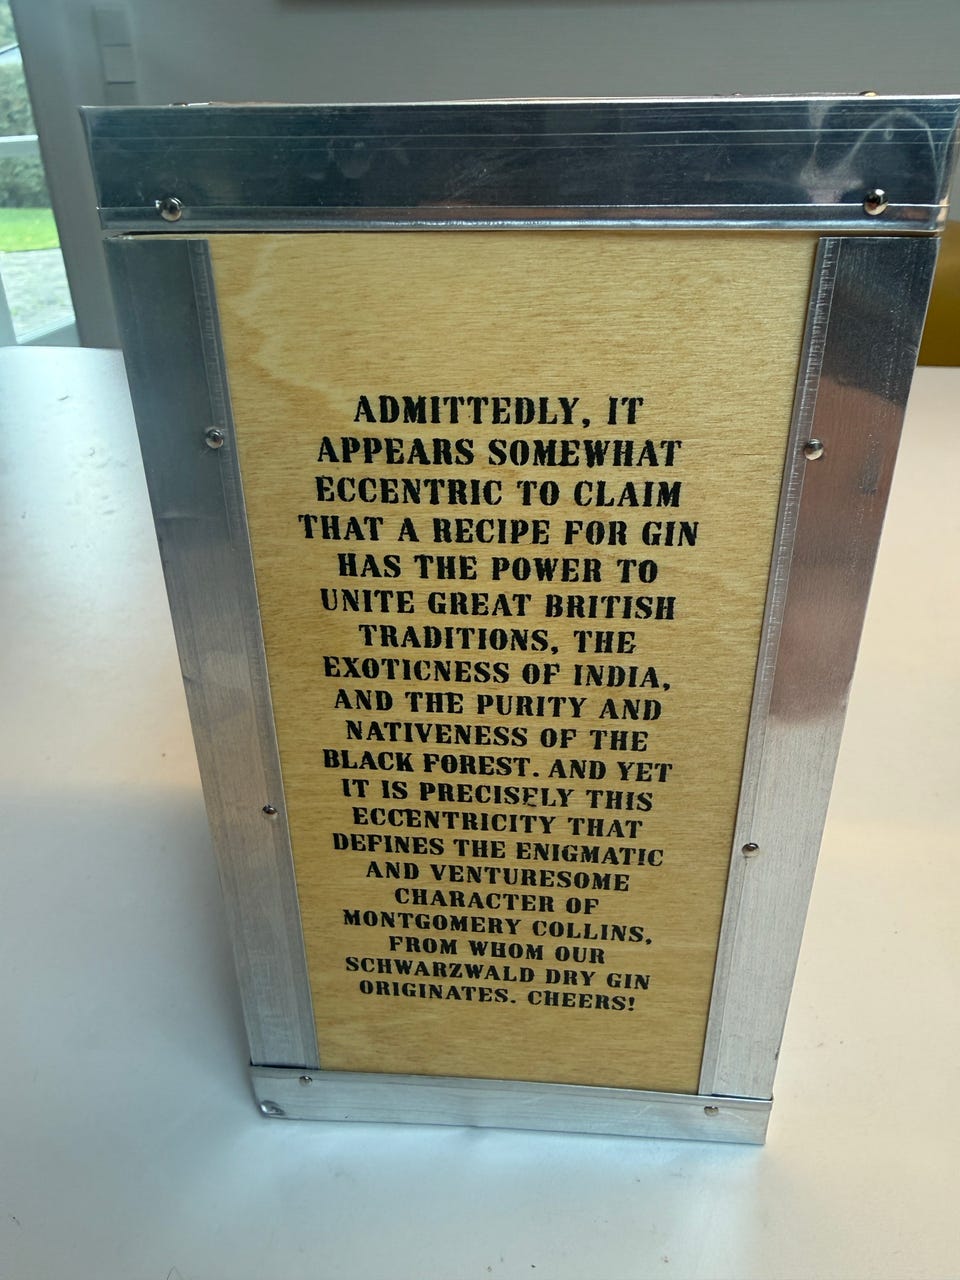 ADMITTEDLY, IT
APPEARS SOMEWHAT
ECCENTRIC TO CLAIM
THAT A RECIPE FOR GIN
HAS THE POWER TO
UNITE GREAT BRITISH
TRADITIONS, THE
EXOTICNESS OF INDIA,
AND THE PURITY AND
NATIVENESS OF THE
BLACK FOREST. AND YET
IT IS PRECISELY THIS
ECCENTRICITY THAT
DEFINES THE ENIGMATIC
AND VENTURESOME
CHARACTER OF
MONTGOMERY COLLINS,
FROM WHOM OUR
SCHWARZWALD DRY GIN
ORIGINATES. CHEERS!